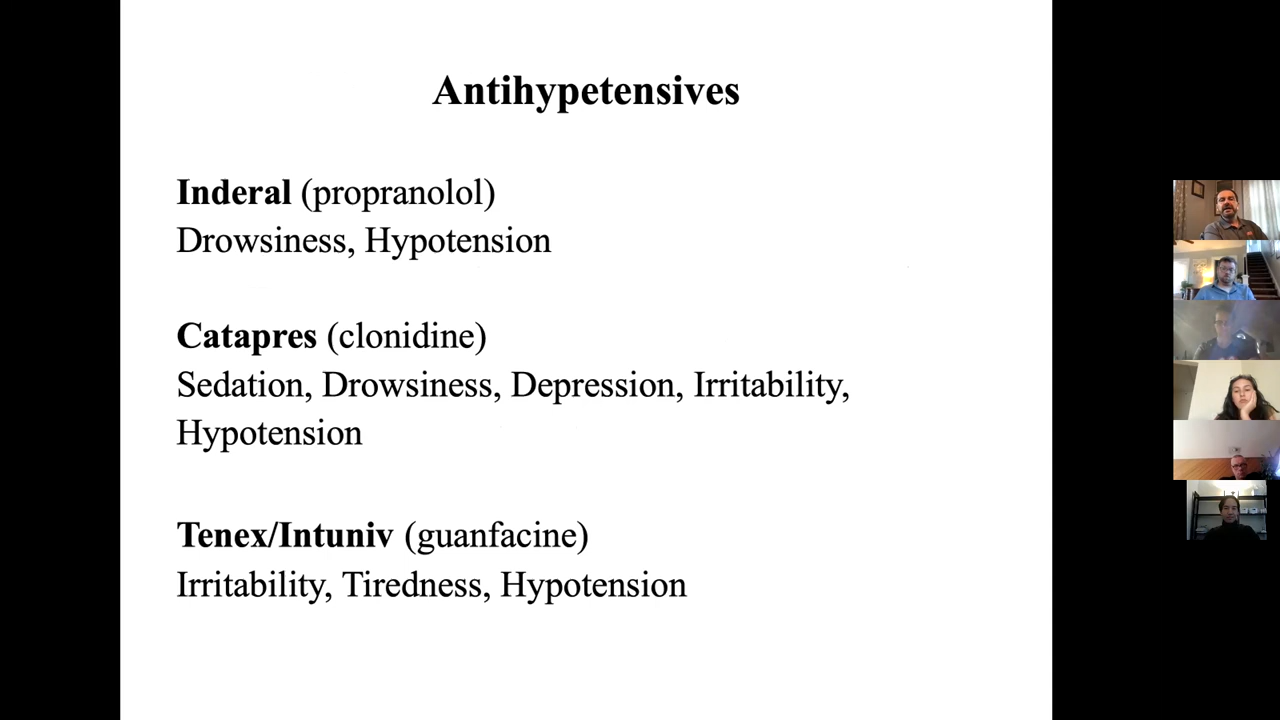 Antihypetensives
Inderal (propranolol)
Drowsiness, Hypotension
Catapres (clonidine)
Sedation, Drowsiness, Depression, Irritability,
Hypotension
Tenex/Intuniv (guanfacine)
Irritability, Tiredness, Hypotension